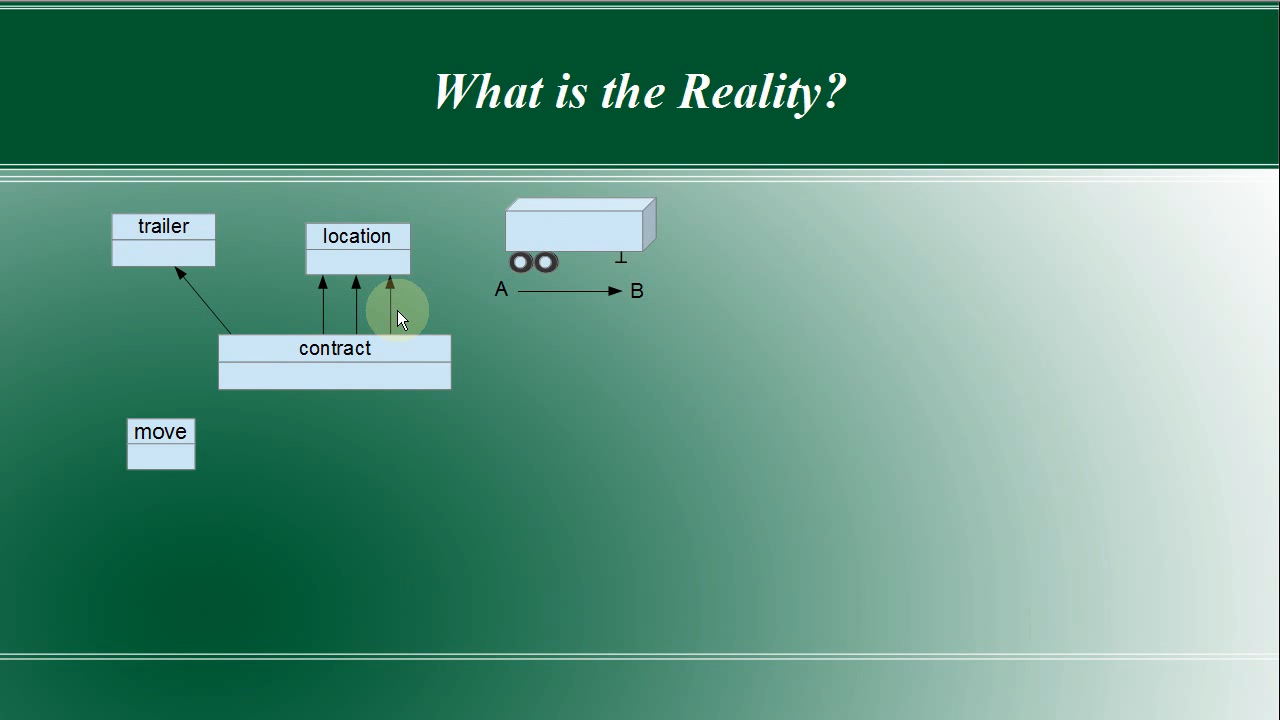 What is the Reality?
trailer
location
A
B
contract
move